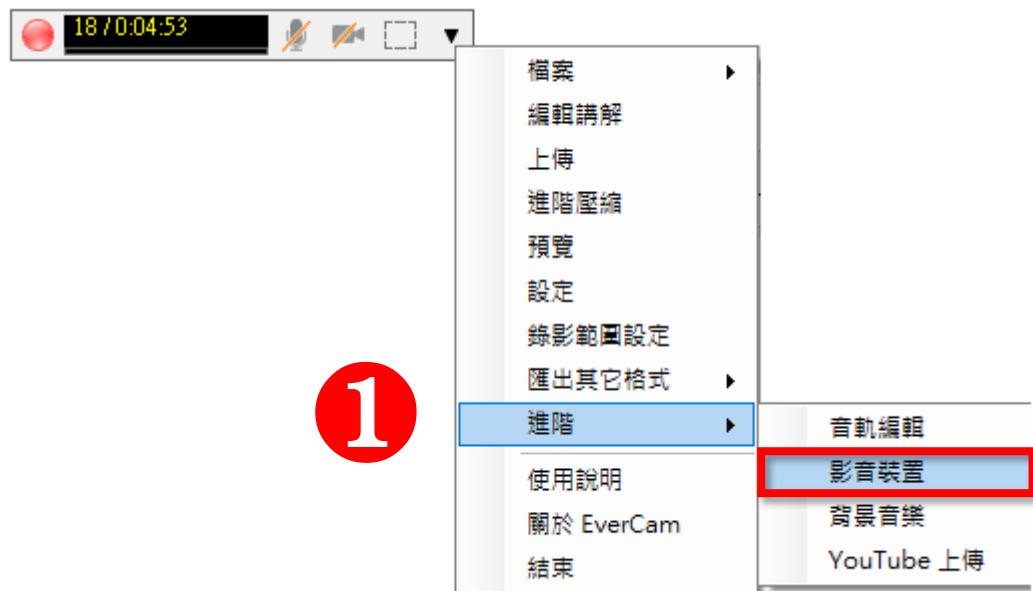 18 / 0:04:53
檔案
編輯講解
上傳
進階壓縮
預覽
設定
錄影範圍設定
匯出其它格式
1
進階
音軌編輯
影音裝置
背景音樂
YouTube 上傳
使用說明
關於 EverCam
結束